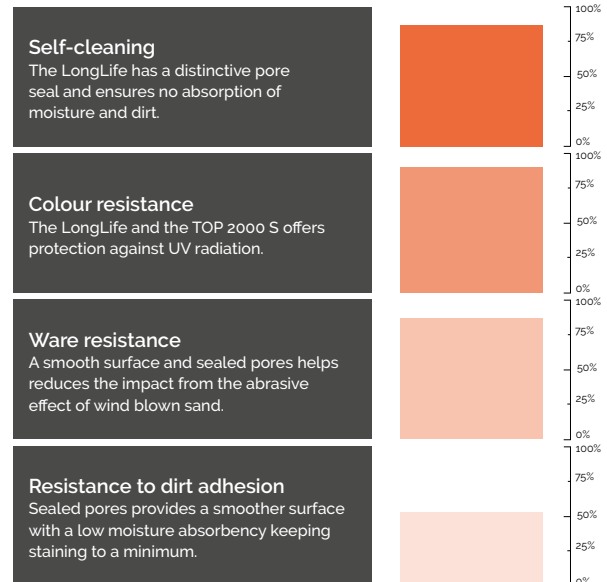 Self-cleaning
The LongLife has a distinctive pore
seal and ensures no absorption of
moisture and dirt.
100%
75%
50%
25%
0%
Colour resistance
The LongLife and the TOP 2000 S offers
protection against UV radiation.
100%
75%
50%
25%
0%
Ware resistance
A smooth surface and sealed pores helps
reduces the impact from the abrasive
effect of wind blown sand.
100%
75%
50%
25%
0%
Resistance to dirt adhesion
Sealed pores provides a smoother surface
with a low moisture absorbency keeping
staining to a minimum.
100%
75%
50%
25%
0%